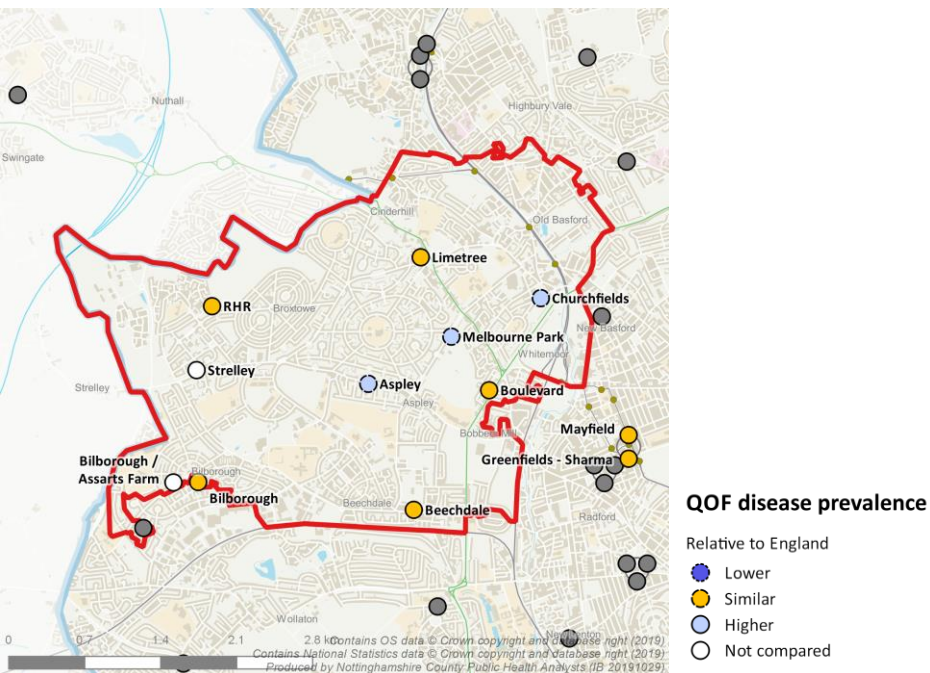 Nuthall
Swingate
Highbury Vale
Cinderhill
Old Basford
Limetree
RHR
Broxtowe
Churchfields
New Basford
Melbourne Park
Whitemoor
Strelley
Strelley
Aspley
Boulevard
Aspley
Mayfield
Greenfields - Sharma
Bilborough /
Assarts Farm
Bilborough
Bilborough
Beechdale
Beechdale
Radford
Wollaton
QOF disease prevalence
Relative to England
Lower
Similar
Higher
Not compared
0 0.7 1.4 2.1 2.8 km
Contains OS data © Crown copyright and database right (2019)
Contains National Statistics data © Crown copyright and database right (2019)
Produced by Nottinghamshire County Public Health Analysts (IB 20191029)